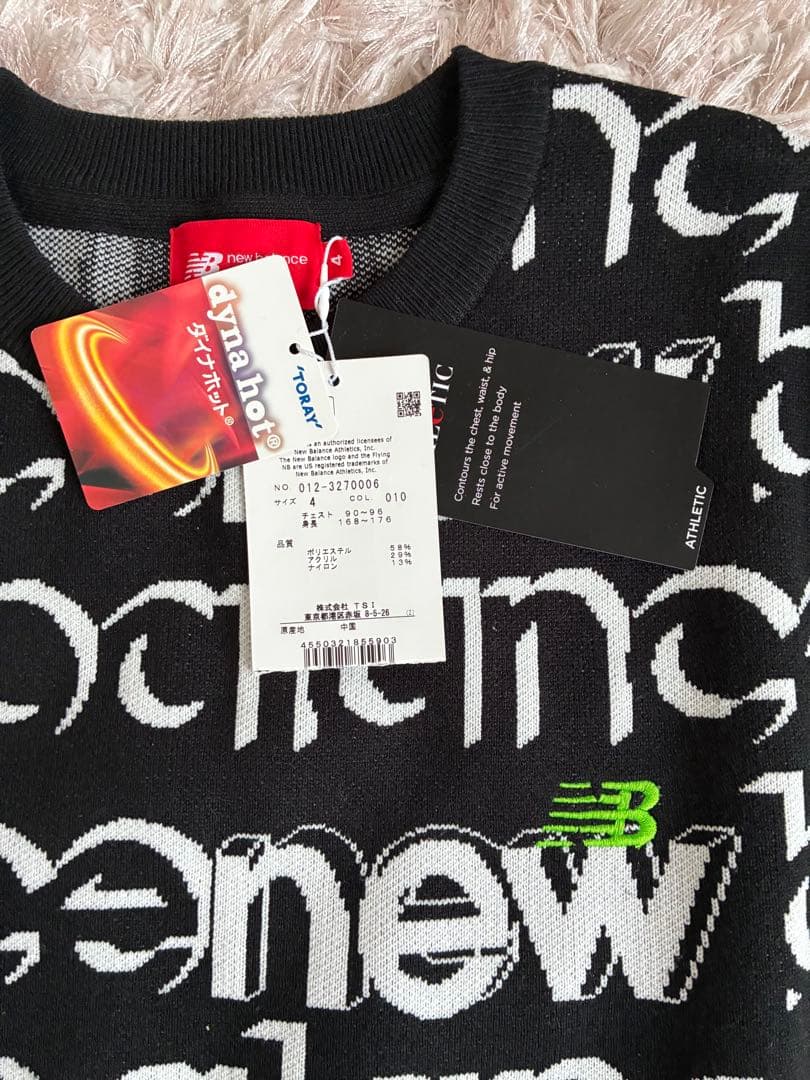 new balance
4
dynahot®
ダイナホット®
'TORAY'
is an authorized licensees of
New Balance Athletics, Inc.
The New Balance logo and the Flying
NB are US registered trademarks of
New Balance Athletics, Inc.
NO. 012-3270006
サイズ 4 COL. 010
チェスト 90～96
身長 168～176
品質
ポリエステル 58%
アクリル 29%
ナイロン 13%
株式会社 TSI
東京都港区赤坂 8-5-26 (2)
原産地 中国
4550321855903
Contours the chest, waist, & hip
Rests close to the body
For active movement
ATHLETIC
NB
new